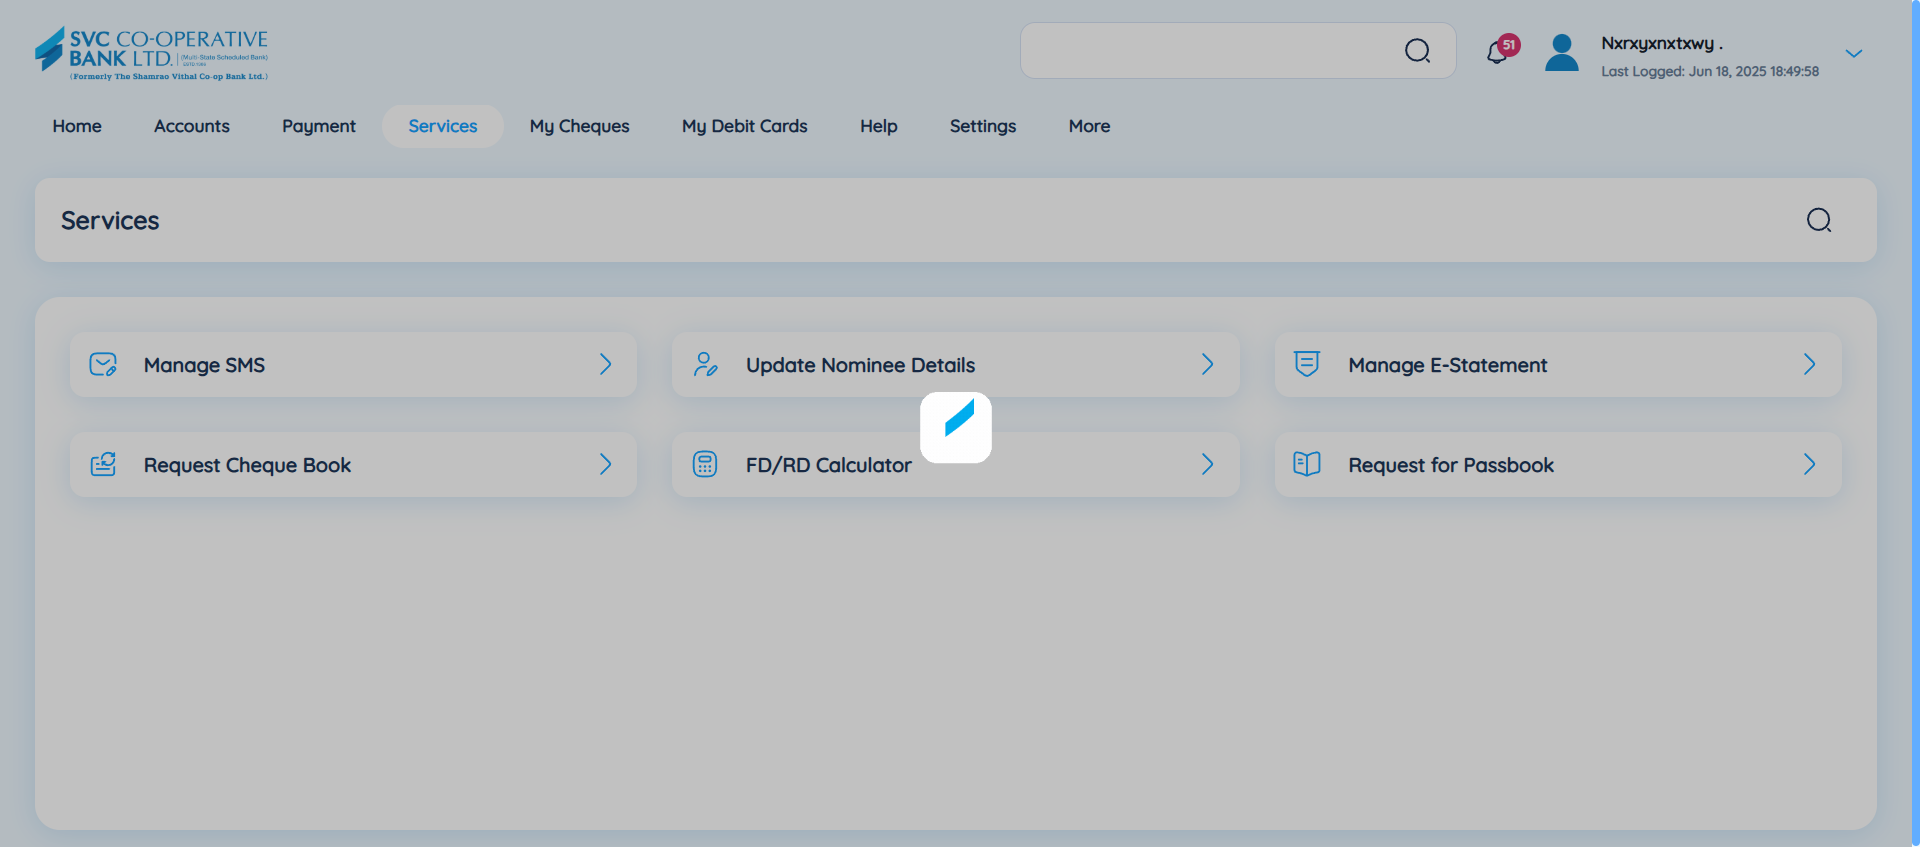 SVC CO-OPERATIVE
BANK LTD. (Multi-State Scheduled Bank)
ESTD 1906
(Formerly The Shamrao Vithal Co-op Bank Ltd.)
51
Nxrxyxnxtxwy .
Last Logged: Jun 18, 2025 18:49:58
Home Accounts Payment Services My Cheques My Debit Cards Help Settings More
Services
Manage SMS Update Nominee Details Manage E-Statement
Request Cheque Book FD/RD Calculator Request for Passbook